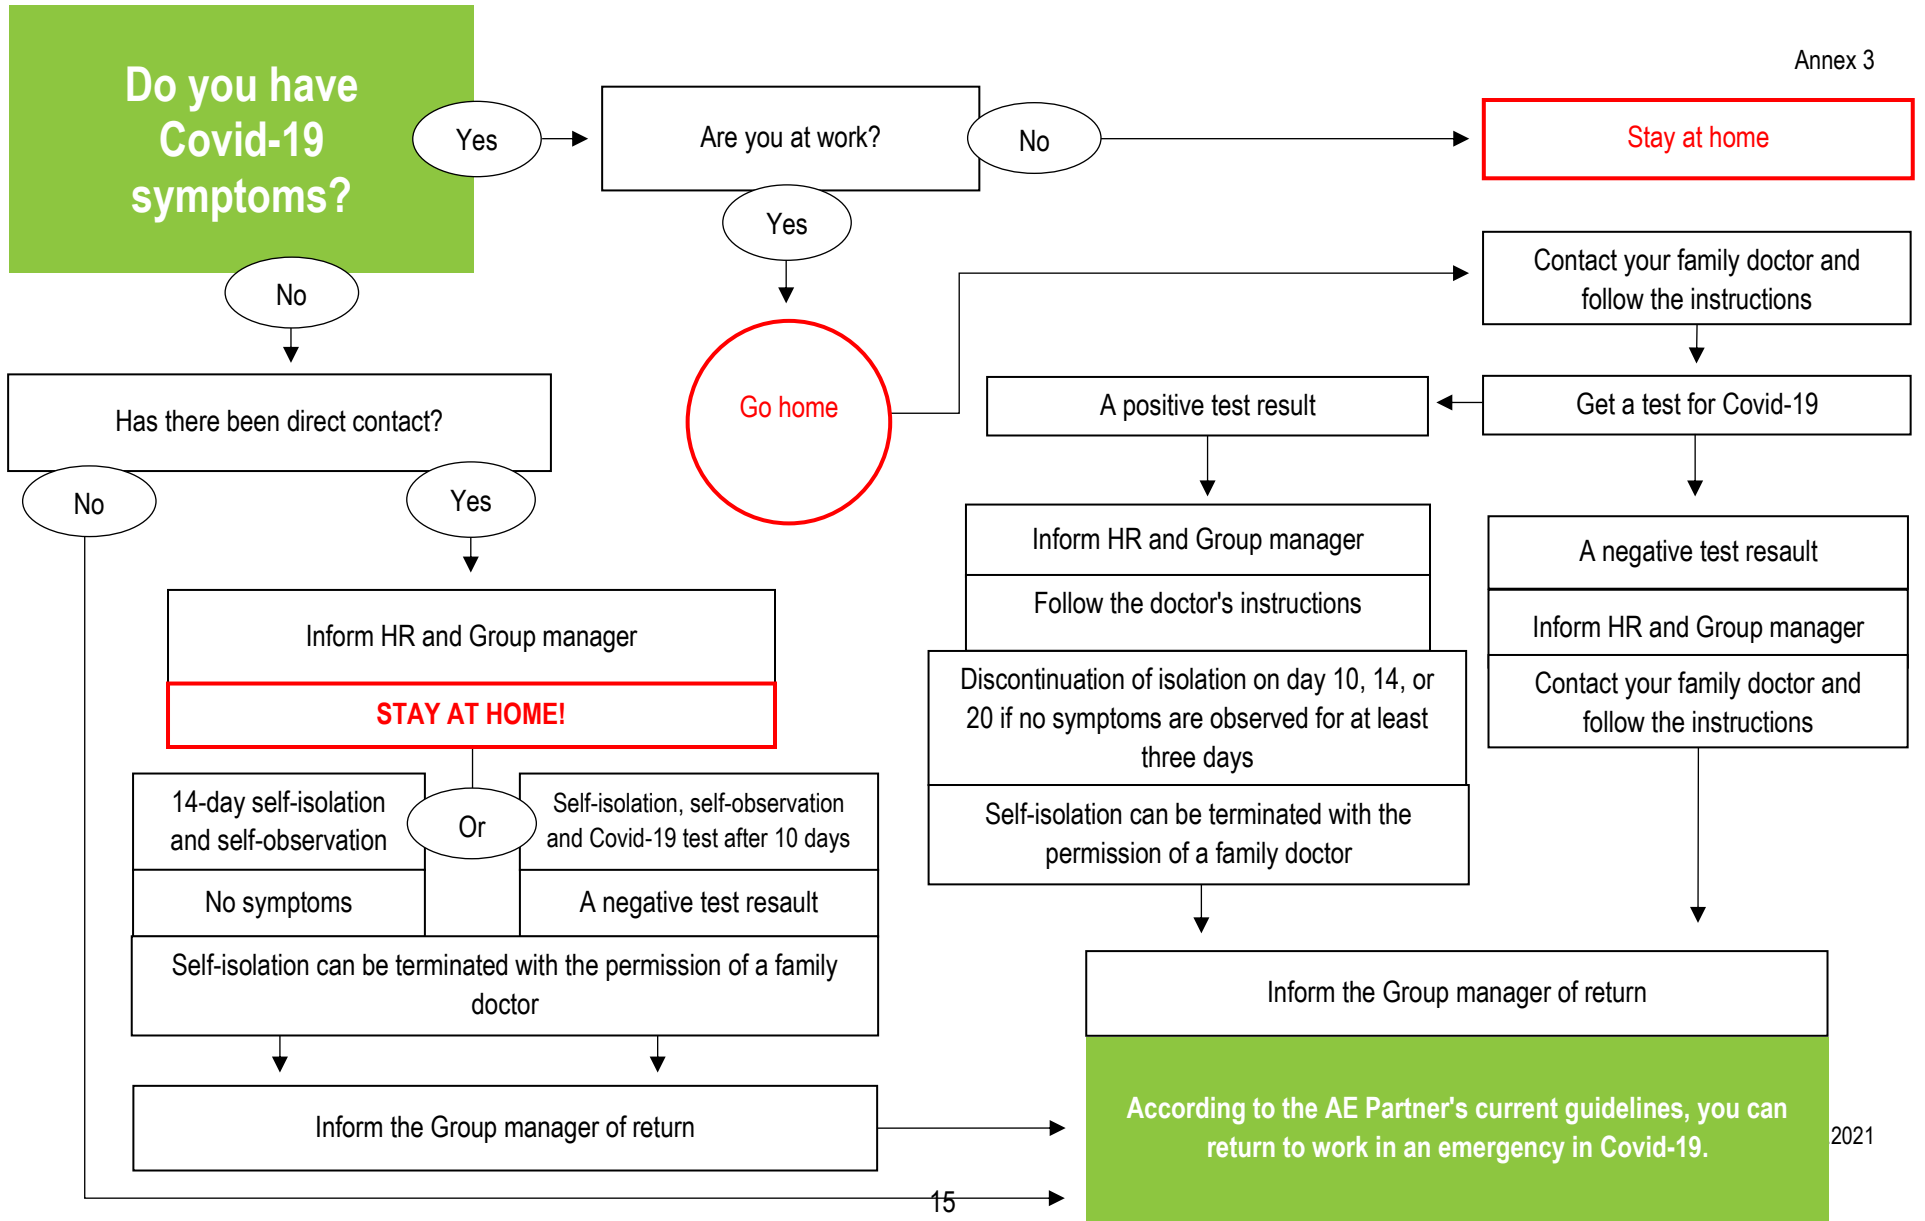 Annex 3
Do you have
Covid-19
symptoms?
Yes
Are you at work?
No
Stay at home
Yes
No
Contact your family doctor and
follow the instructions
Has there been direct contact?
Go home
A positive test result
Get a test for Covid-19
No
Yes
Inform HR and Group manager
Follow the doctor's instructions
Discontinuation of isolation on day 10, 14, or
20 if no symptoms are observed for at least
three days
Self-isolation can be terminated with the
permission of a family doctor
A negative test resault
Inform HR and Group manager
Contact your family doctor and
follow the instructions
Inform HR and Group manager
STAY AT HOME!
14-day self-isolation
and self-observation
Or
Self-isolation, self-observation
and Covid-19 test after 10 days
No symptoms
A negative test resault
Self-isolation can be terminated with the permission of a family
doctor
Inform the Group manager of return
Inform the Group manager of return
According to the AE Partner's current guidelines, you can
return to work in an emergency in Covid-19.
2021
15